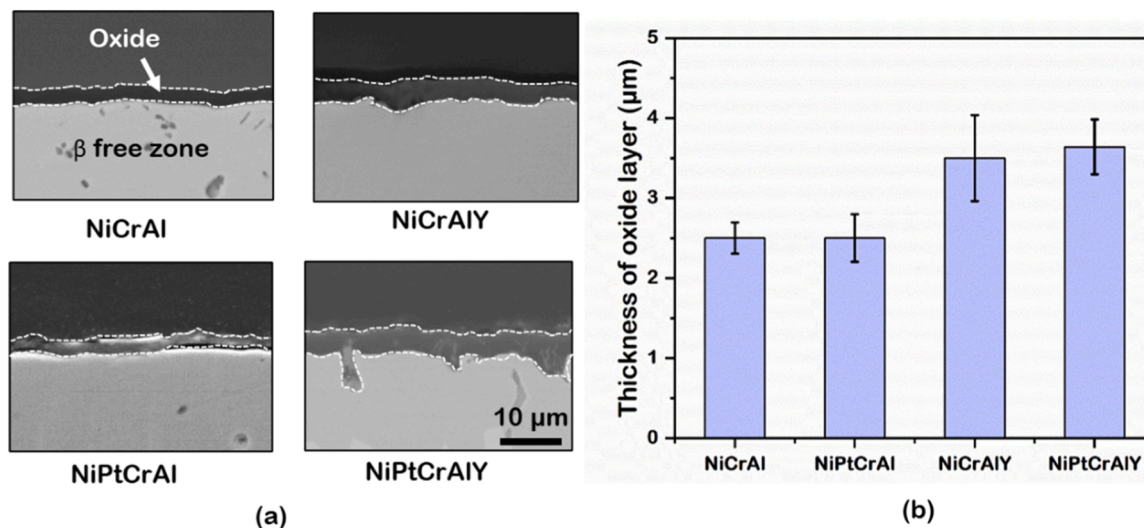 Oxide
β free zone
NiCrAl
NiCrAlY
10 μm
NiPtCrAl
NiPtCrAlY
(a)
Thickness of oxide layer (μm)
5
4
3
2
1
0
NiCrAl
NiPtCrAl
NiCrAlY
NiPtCrAlY
(b)